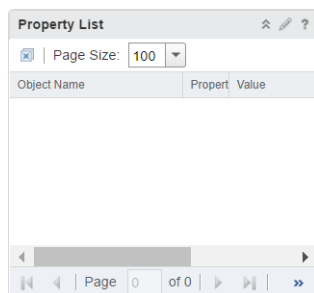 Property List ?
Page Size: 100
Object Name Propert Value
Page 0 of 0 »